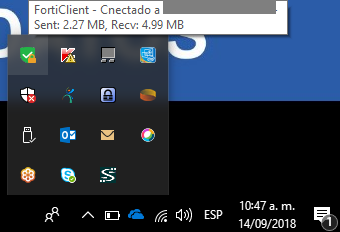 FortiClient - Cnectado a
Sent: 2.27 MB, Recv: 4.99 MB
ESP
10:47 a. m.
14/09/2018
1